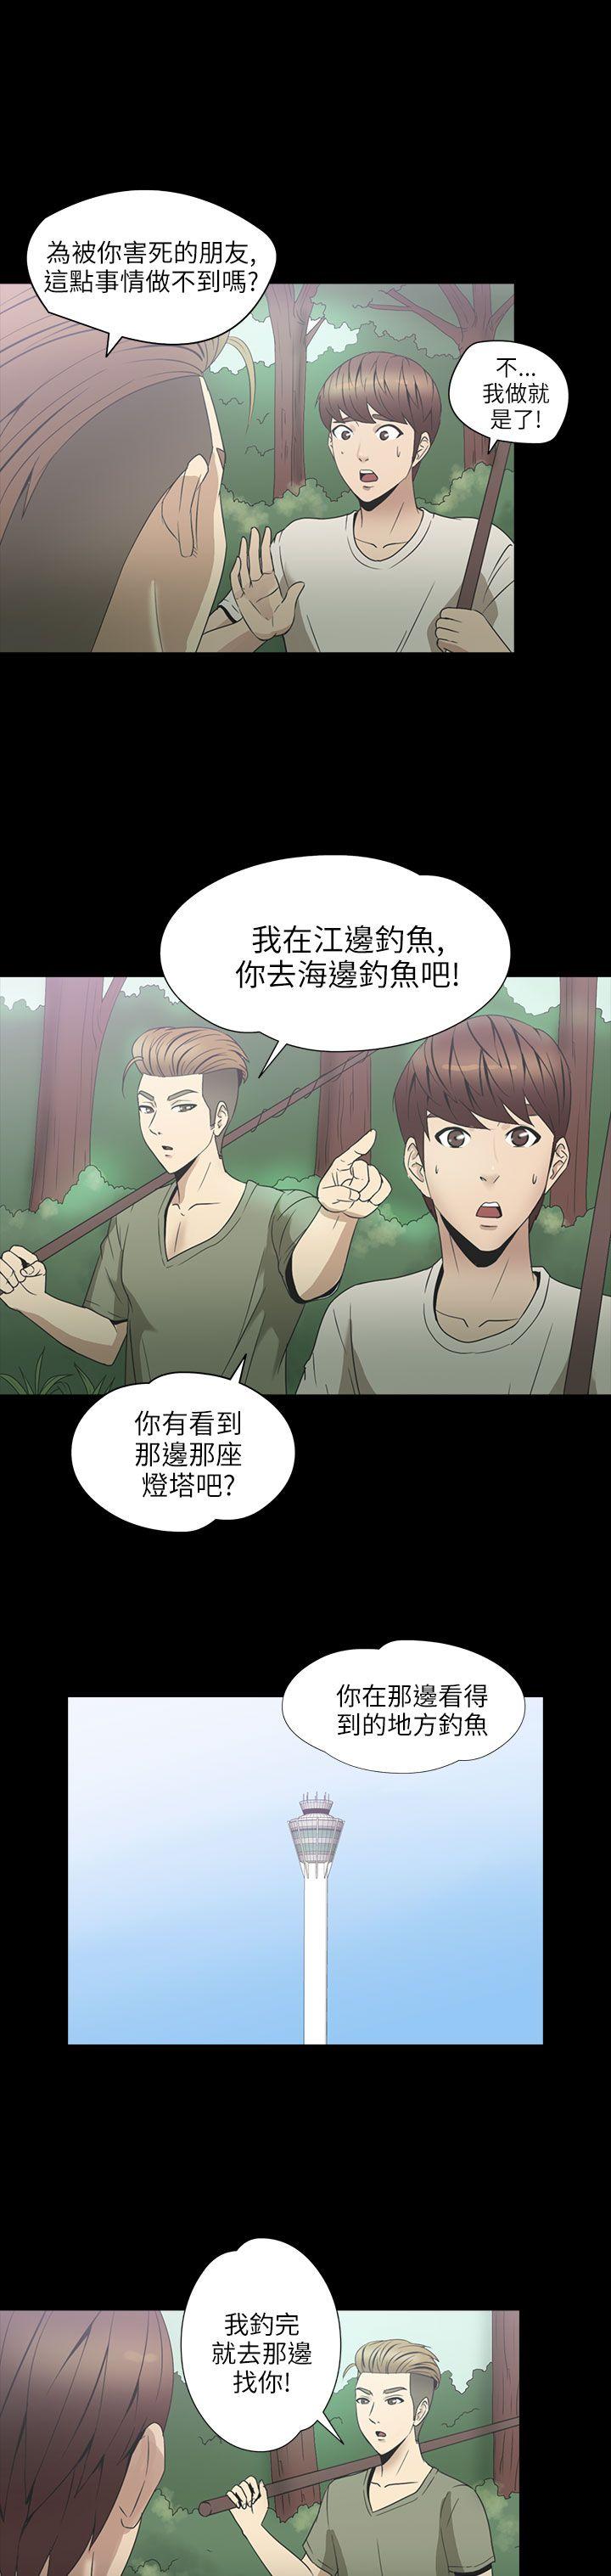 為被你害死的朋友,
這點事情做不到嗎?
不...
我做就
是了!
我在江邊釣魚,
你去海邊釣魚吧!
你有看到
那邊那座
燈塔吧?
你在那邊看得
到的地方釣魚
我釣完
就去那邊
找你!